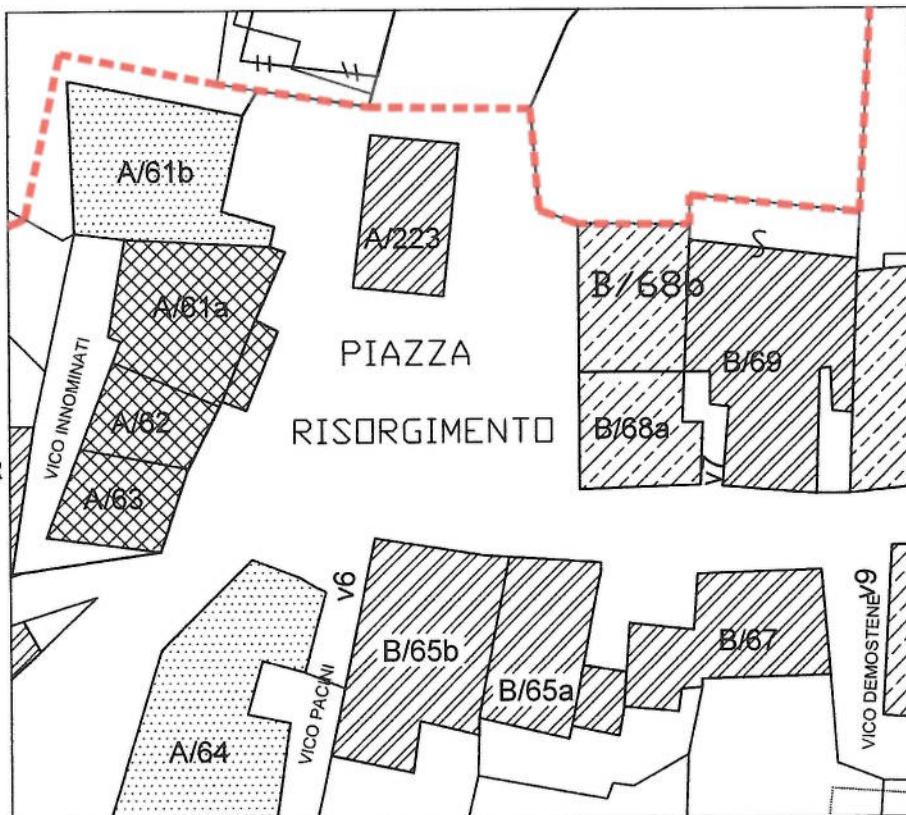 A/61b
A/223
B/68b
A/61a
PIAZZA
B/69
VICO INNOMINATI
A/62
RISORGIMENTO
B/68a
A/63
v6
v9
B/65b
B/67
B/65a
VICO PACINI
VICO DEMOSTENE
A/64